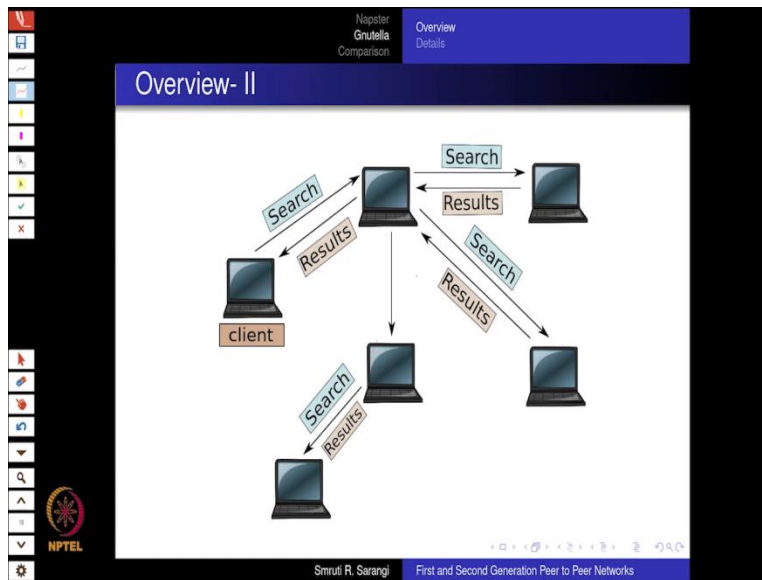 Napster
Gnutella
Comparison
Overview
Details
Overview- II
Search
Results
Search
Results
Search
Results
client
Search
Results
NPTEL
Smruti R. Sarangi
First and Second Generation Peer to Peer Networks